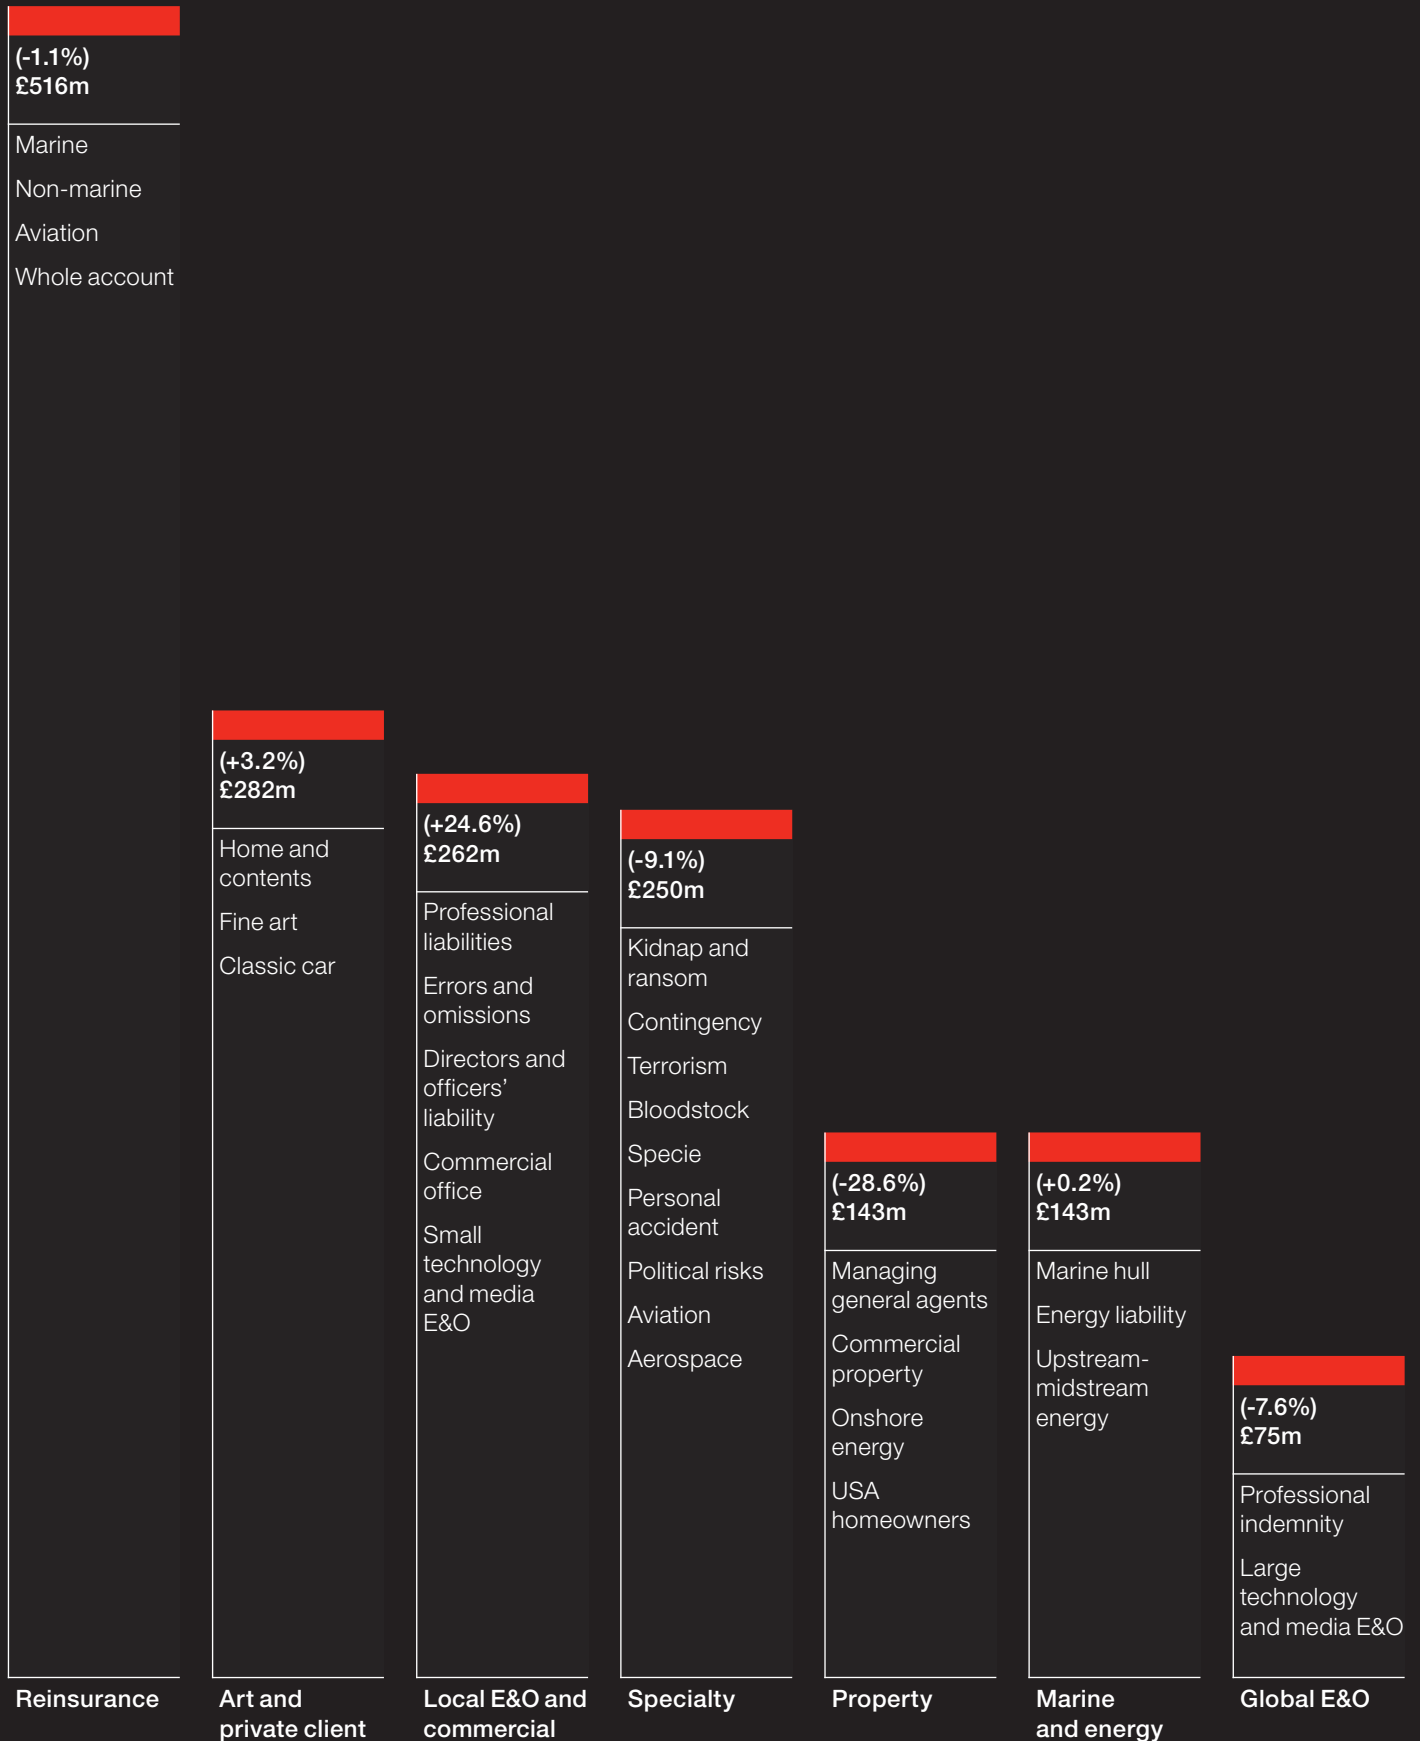 (-1.1%)
£516m
Marine
Non-marine
Aviation
Whole account
Reinsurance
(+3.2%)
£282m
Home and
contents
Fine art
Classic car
Art and
private client
(+24.6%)
£262m
Professional
liabilities
Errors and
omissions
Directors and
officers’
liability
Commercial
office
Small
technology
and media
E&O
Local E&O and
commercial
(-9.1%)
£250m
Kidnap and
ransom
Contingency
Terrorism
Bloodstock
Specie
Personal
accident
Political risks
Aviation
Aerospace
Specialty
(-28.6%)
£143m
Managing
general agents
Commercial
property
Onshore
energy
USA
homeowners
Property
(+0.2%)
£143m
Marine hull
Energy liability
Upstream-
midstream
energy
Marine
and energy
(-7.6%)
£75m
Professional
indemnity
Large
technology
and media E&O
Global E&O